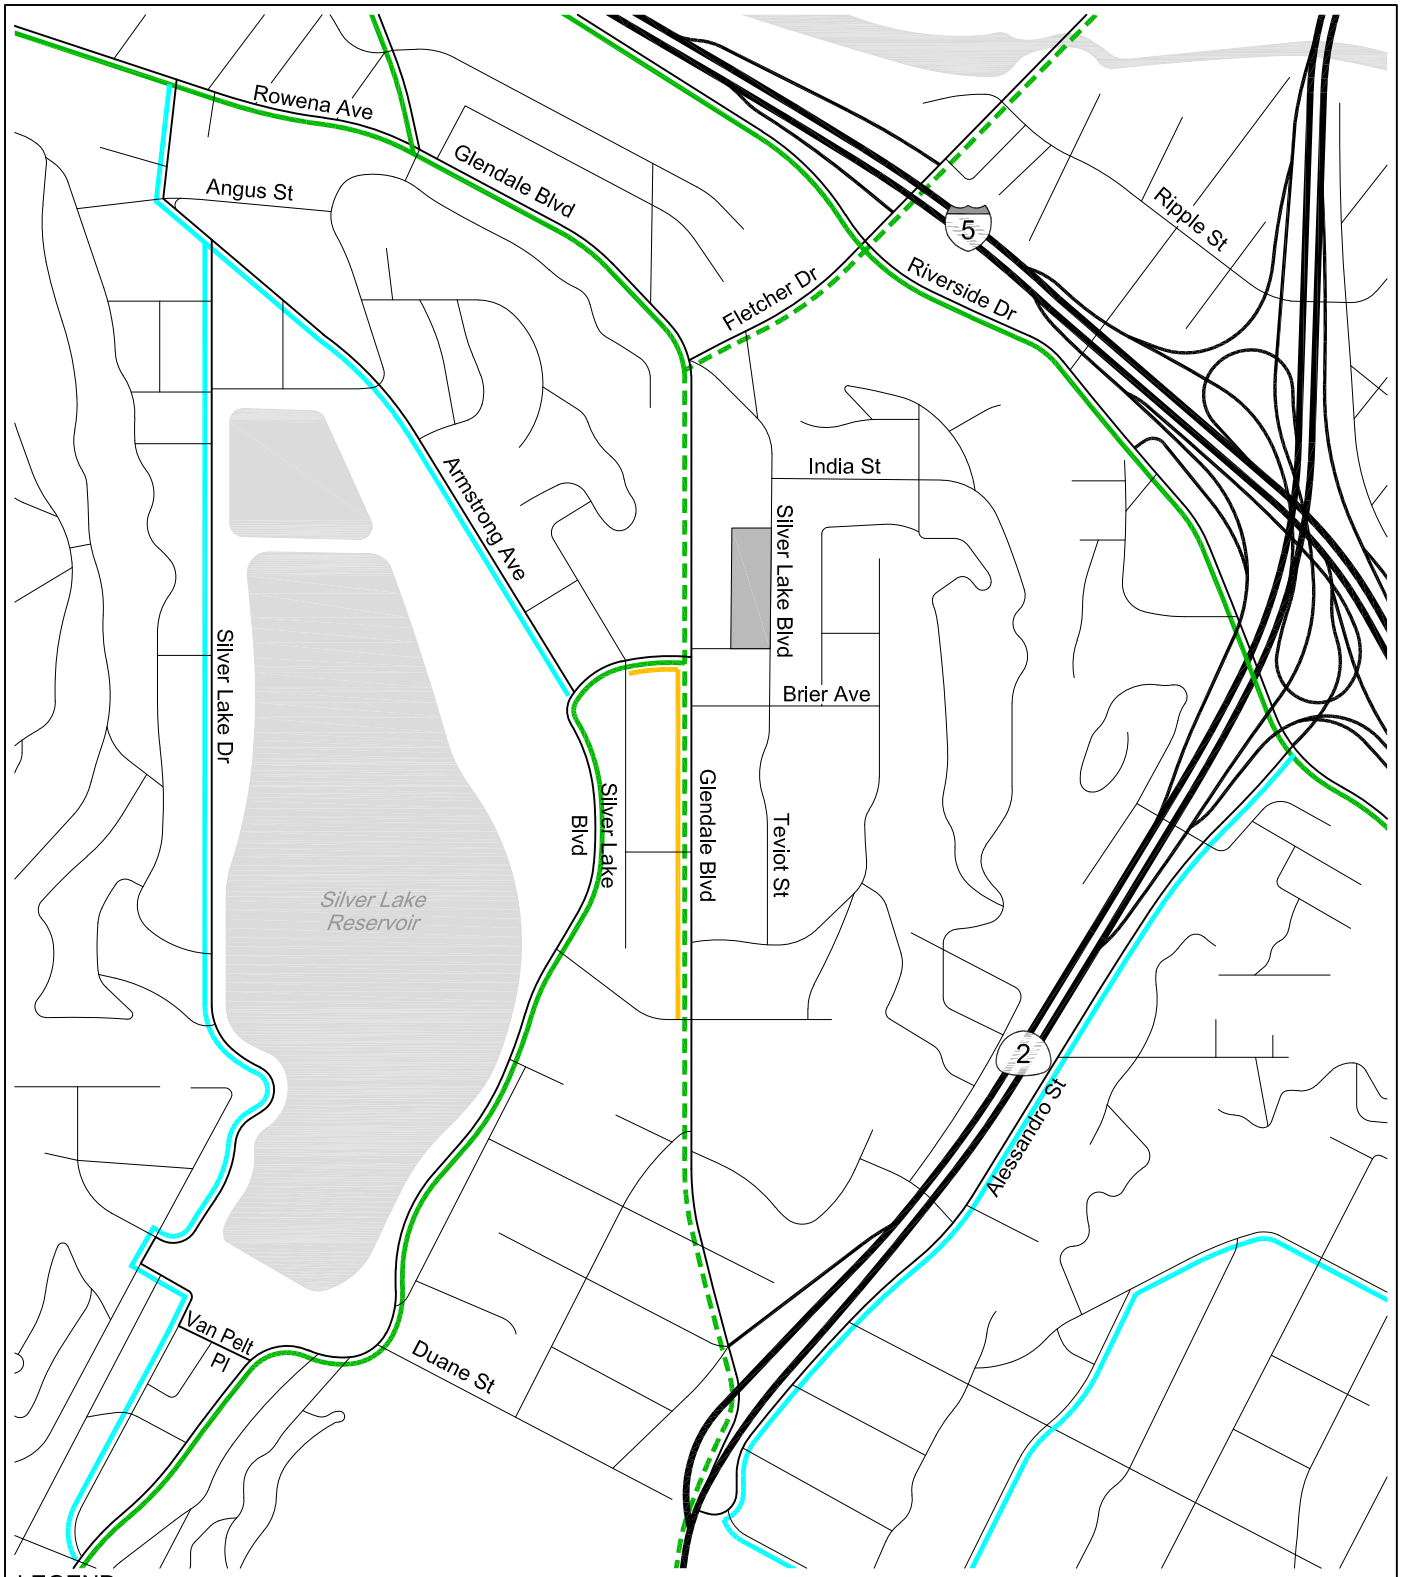 Rowena Ave
Glendale Blvd
Angus St
Ripple St
5
Riverside Dr
Fletcher Dr
India St
Armstrong Ave
Silver Lake Blvd
Silver Lake Dr
Brier Ave
Glendale Blvd
Silver Lake
Blvd
Teviot St
Silver Lake
Reservoir
2
Alessandro St
Van Pelt
Pl
Duane St
LEGEND